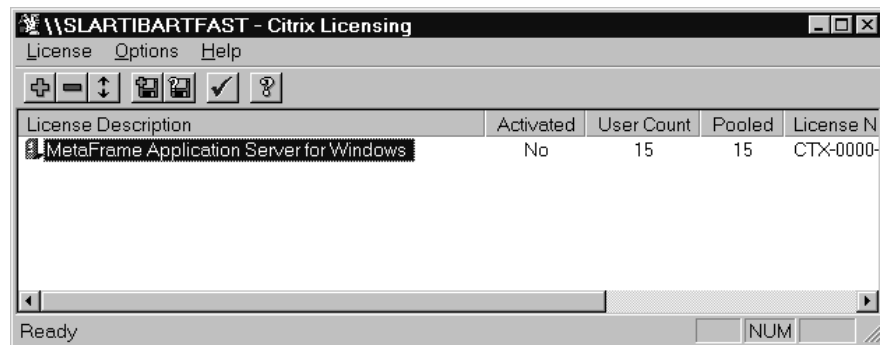 \\SLARTIBARTFAST - Citrix Licensing
License Options Help
License Description Activated User Count Pooled License N
MetaFrame Application Server for Windows No 15 15 CTX-0000-
Ready NUM